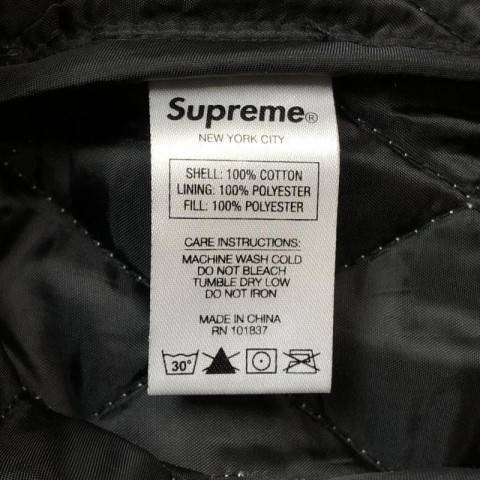 Supreme®
NEW YORK CITY
SHELL: 100% COTTON
LINING: 100% POLYESTER
FILL: 100% POLYESTER
CARE INSTRUCTIONS:
MACHINE WASH COLD
DO NOT BLEACH
TUMBLE DRY LOW
DO NOT IRON
MADE IN CHINA
RN 101837
30°